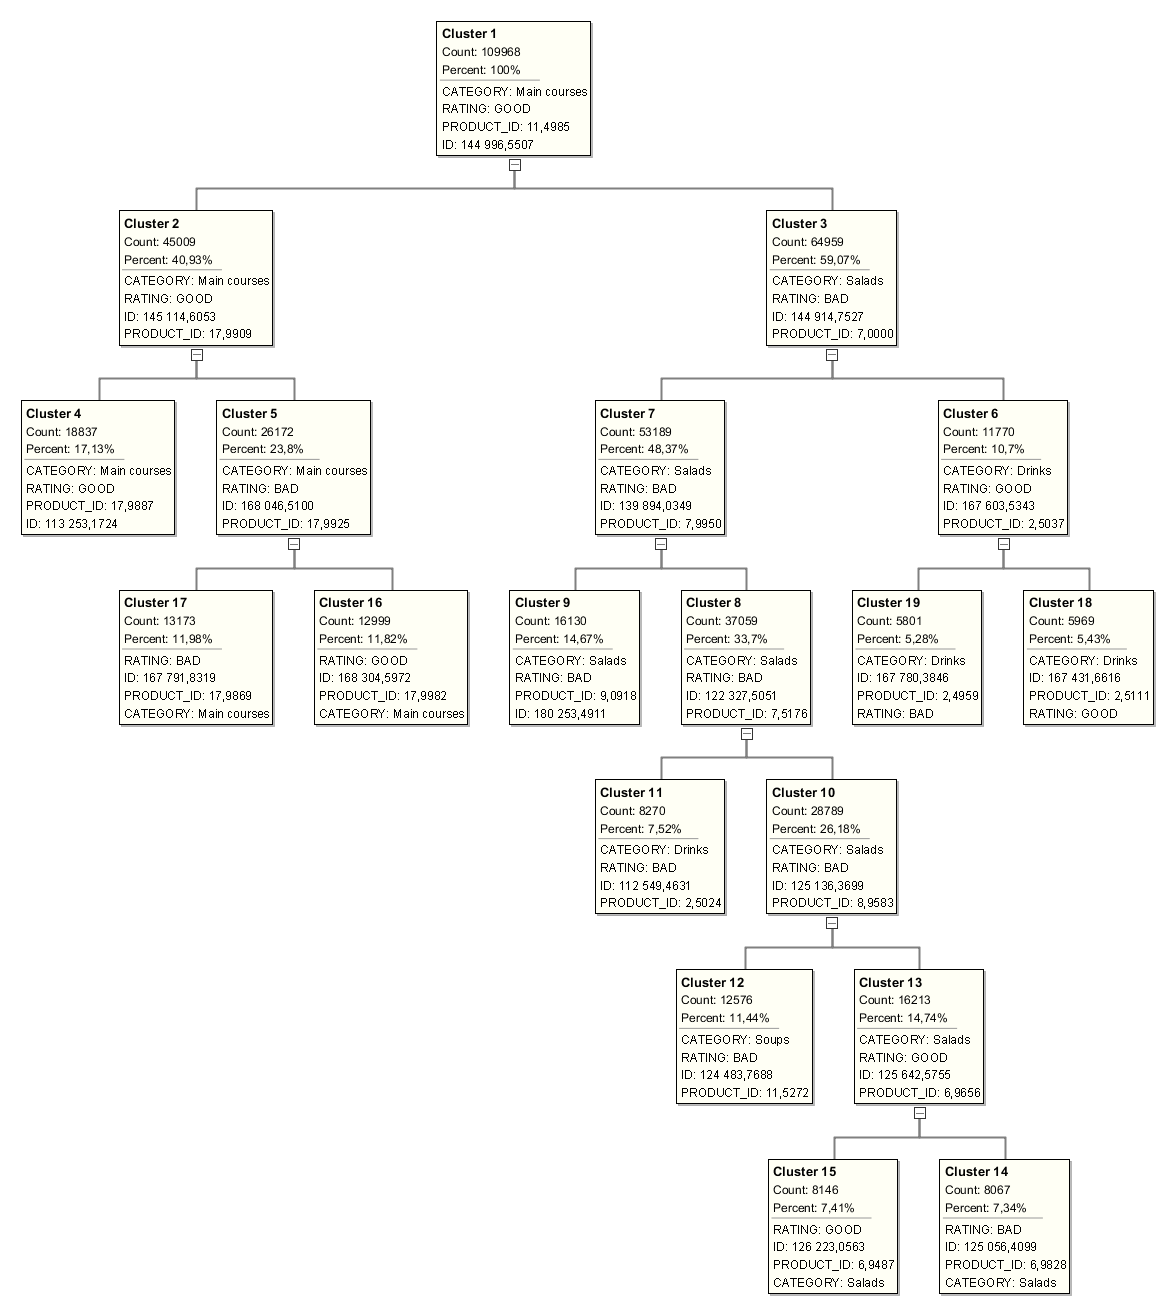 Cluster 1
Count: 109968
Percent: 100%
CATEGORY: Main courses
RATING: GOOD
PRODUCT_ID: 11,4985
ID: 144 996,5507
Cluster 2
Count: 45009
Percent: 40,93%
CATEGORY: Main courses
RATING: GOOD
ID: 145 114,6053
PRODUCT_ID: 17,9909
Cluster 3
Count: 64959
Percent: 59,07%
CATEGORY: Salads
RATING: BAD
ID: 144 914,7527
PRODUCT_ID: 7,0000
Cluster 4
Count: 18837
Percent: 17,13%
CATEGORY: Main courses
RATING: GOOD
PRODUCT_ID: 17,9887
ID: 113 253,1724
Cluster 5
Count: 26172
Percent: 23,8%
CATEGORY: Main courses
RATING: BAD
ID: 168 046,5100
PRODUCT_ID: 17,9925
Cluster 7
Count: 53189
Percent: 48,37%
CATEGORY: Salads
RATING: BAD
ID: 139 894,0349
PRODUCT_ID: 7,9950
Cluster 6
Count: 11770
Percent: 10,7%
CATEGORY: Drinks
RATING: GOOD
ID: 167 603,5343
PRODUCT_ID: 2,5037
Cluster 17
Count: 13173
Percent: 11,98%
RATING: BAD
ID: 167 791,8319
PRODUCT_ID: 17,9869
CATEGORY: Main courses
Cluster 16
Count: 12999
Percent: 11,82%
RATING: GOOD
ID: 168 304,5972
PRODUCT_ID: 17,9982
CATEGORY: Main courses
Cluster 9
Count: 16130
Percent: 14,67%
CATEGORY: Salads
RATING: BAD
PRODUCT_ID: 9,0918
ID: 180 253,4911
Cluster 8
Count: 37059
Percent: 33,7%
CATEGORY: Salads
RATING: BAD
ID: 122 327,5051
PRODUCT_ID: 7,5176
Cluster 19
Count: 5801
Percent: 5,28%
CATEGORY: Drinks
ID: 167 780,3846
PRODUCT_ID: 2,4959
RATING: BAD
Cluster 18
Count: 5969
Percent: 5,43%
CATEGORY: Drinks
ID: 167 431,6616
PRODUCT_ID: 2,5111
RATING: GOOD
Cluster 11
Count: 8270
Percent: 7,52%
CATEGORY: Drinks
RATING: BAD
ID: 112 549,4631
PRODUCT_ID: 2,5024
Cluster 10
Count: 28789
Percent: 26,18%
CATEGORY: Salads
RATING: BAD
ID: 125 136,3699
PRODUCT_ID: 8,9583
Cluster 12
Count: 12576
Percent: 11,44%
CATEGORY: Soups
RATING: BAD
ID: 124 483,7688
PRODUCT_ID: 11,5272
Cluster 13
Count: 16213
Percent: 14,74%
CATEGORY: Salads
RATING: GOOD
ID: 125 642,5755
PRODUCT_ID: 6,9656
Cluster 15
Count: 8146
Percent: 7,41%
RATING: GOOD
ID: 126 223,0563
PRODUCT_ID: 6,9487
CATEGORY: Salads
Cluster 14
Count: 8067
Percent: 7,34%
RATING: BAD
ID: 125 056,4099
PRODUCT_ID: 6,9828
CATEGORY: Salads